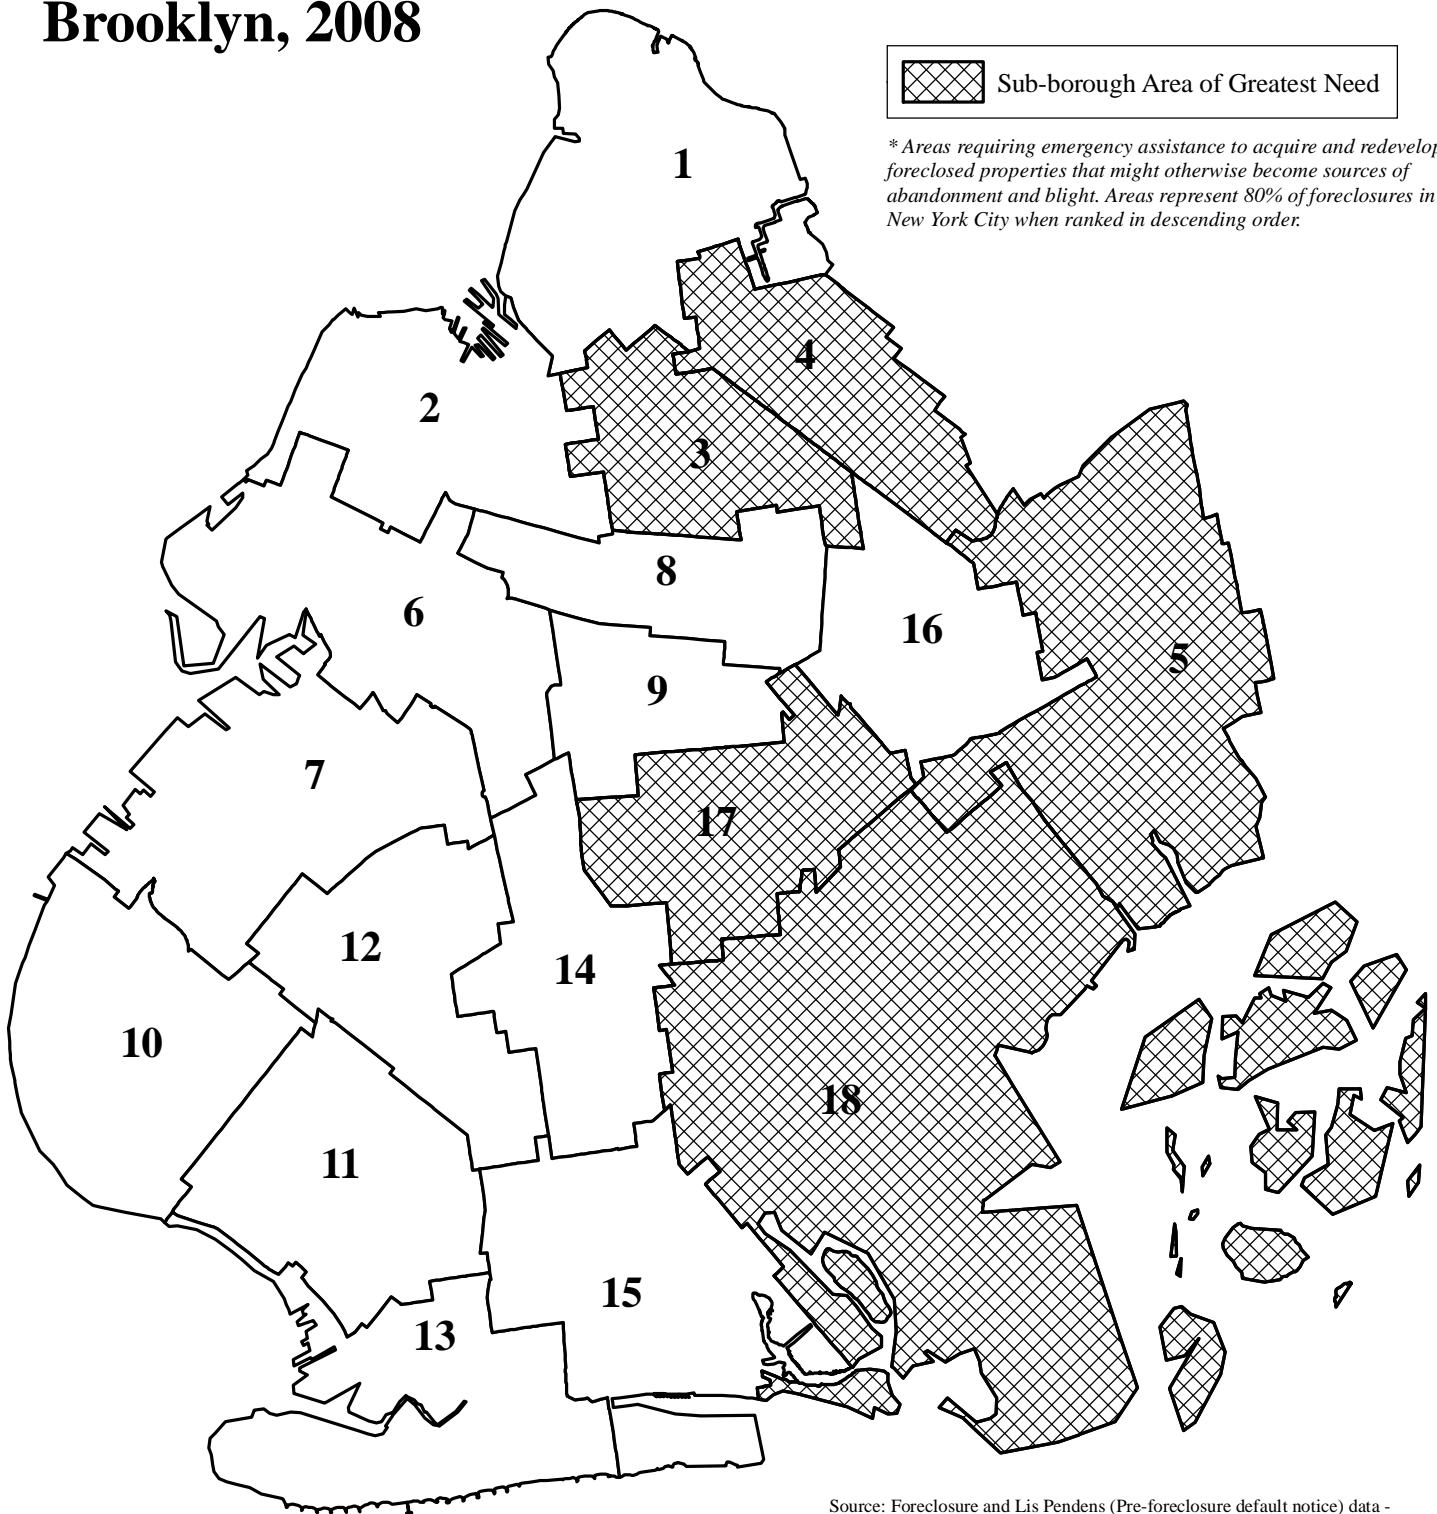 Brooklyn, 2008
Sub-borough Area of Greatest Need
* Areas requiring emergency assistance to acquire and redevelop
foreclosed properties that might otherwise become sources of
abandonment and blight. Areas represent 80% of foreclosures in
New York City when ranked in descending order.
1
4
2
3
8
6
16
5
9
7
17
12
14
10
18
11
15
13
Source: Foreclosure and Lis Pendens (Pre-foreclosure default notice) data -